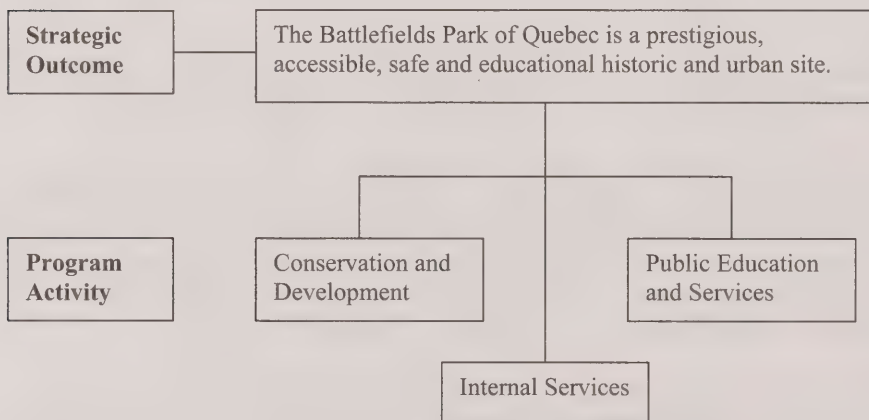 Strategic
Outcome
The Battlefields Park of Quebec is a prestigious,
accessible, safe and educational historic and urban site.
Program
Activity
Conservation and
Development
Public Education
and Services
Internal Services